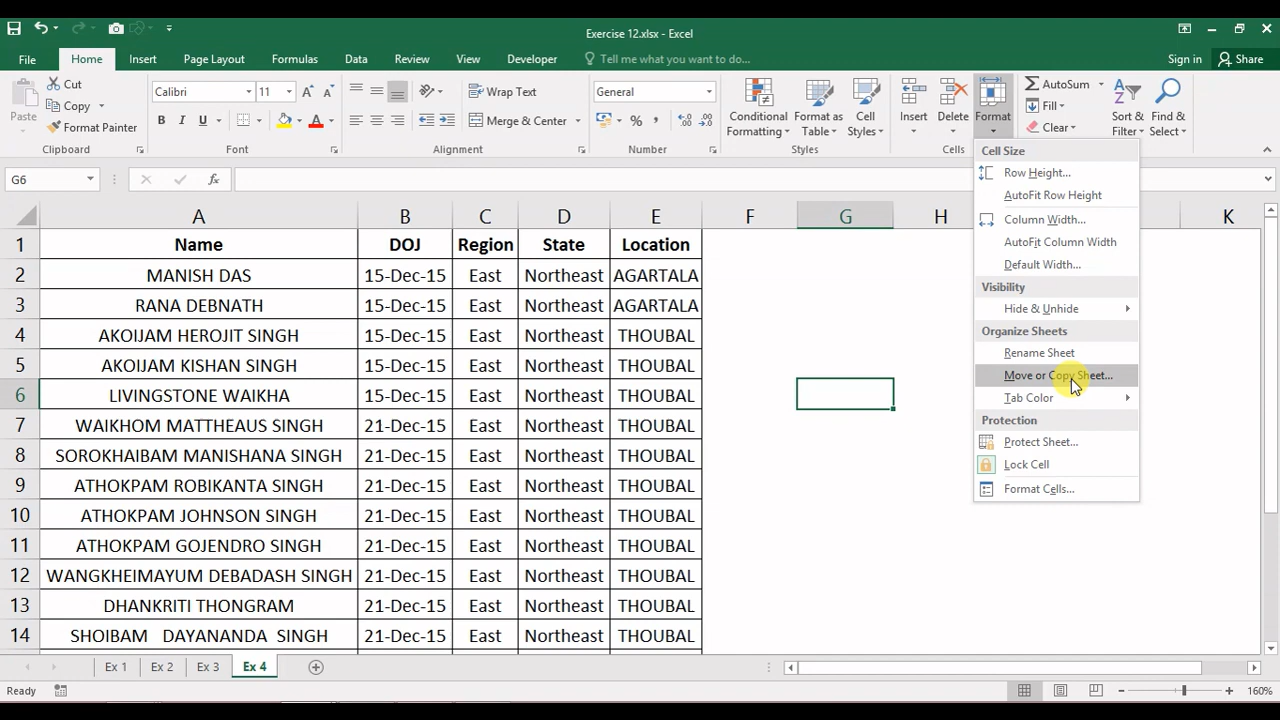 Exercise 12.xlsx - Excel
File Home Insert Page Layout Formulas Data Review View Developer Tell me what you want to do... Sign in Share
Paste
Cut
Copy
Format Painter
Clipboard
Calibri 11
B I U A
Font
Wrap Text
Merge & Center
Alignment
General
%
Number
Conditional Formatting
Format as Table
Cell Styles
Styles
Insert
Delete
Format
Cells
AutoSum
Fill
Clear
Sort & Filter
Find & Select
Cell Size
Row Height...
AutoFit Row Height
Column Width...
AutoFit Column Width
Default Width...
Visibility
Hide & Unhide
Organize Sheets
Rename Sheet
Move or Copy Sheet...
Tab Color
Protection
Protect Sheet...
Lock Cell
Format Cells...
G6 fx
A B C D E F G H K
1 Name DOJ Region State Location
2 MANISH DAS 15-Dec-15 East Northeast AGARTALA
3 RANA DEBNATH 15-Dec-15 East Northeast AGARTALA
4 AKOIJAM HEROJIT SINGH 15-Dec-15 East Northeast THOUBAL
5 AKOIJAM KISHAN SINGH 15-Dec-15 East Northeast THOUBAL
6 LIVINGSTONE WAIKHA 15-Dec-15 East Northeast THOUBAL
7 WAIKHOM MATTHEAUS SINGH 21-Dec-15 East Northeast THOUBAL
8 SOROKHAIBAM MANISHANA SINGH 21-Dec-15 East Northeast THOUBAL
9 ATHOKPAM ROBIKANTA SINGH 21-Dec-15 East Northeast THOUBAL
10 ATHOKPAM JOHNSON SINGH 21-Dec-15 East Northeast THOUBAL
11 ATHOKPAM GOJENDRO SINGH 21-Dec-15 East Northeast THOUBAL
12 WANGKHEIMAYUM DEBADASH SINGH 21-Dec-15 East Northeast THOUBAL
13 DHANKRITI THONGRAM 21-Dec-15 East Northeast THOUBAL
14 SHOIBAM DAYANANDA SINGH 21-Dec-15 East Northeast THOUBAL
Ex 1 Ex 2 Ex 3 Ex 4
Ready 160%